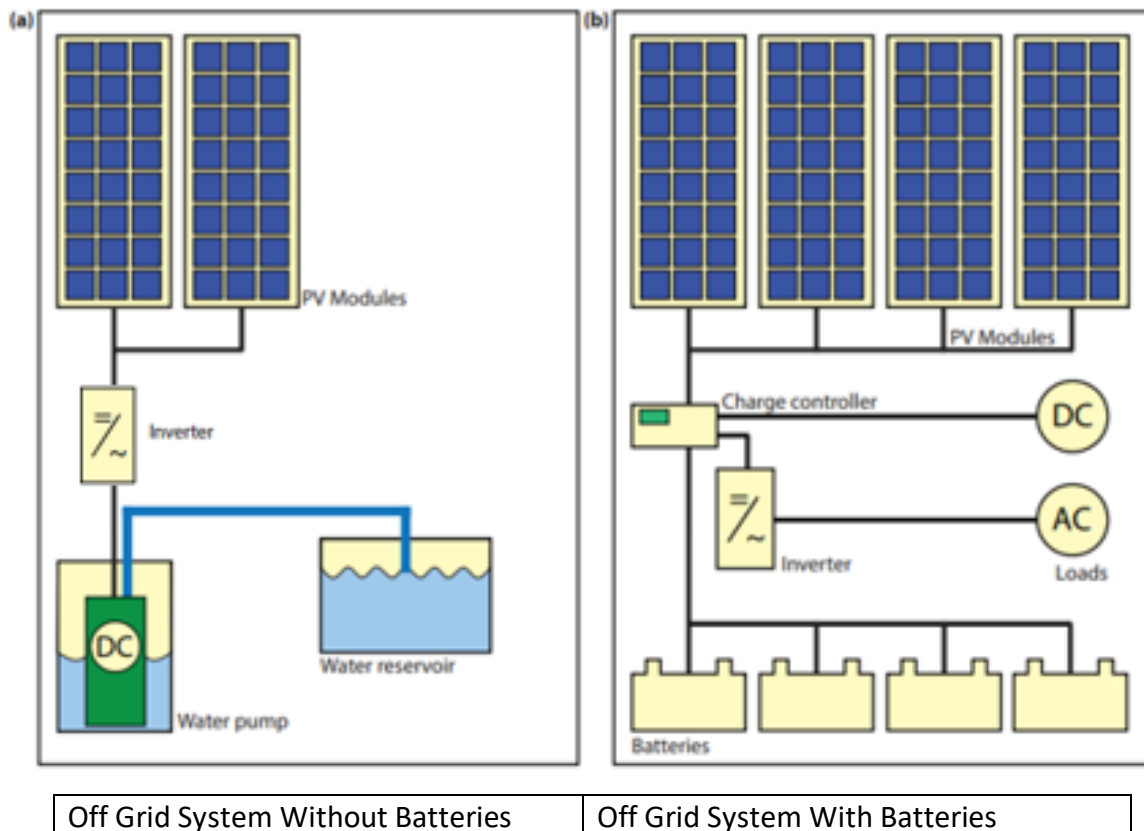 (a)
PV Modules
Inverter
DC
Water pump
Water reservoir
(b)
PV Modules
Charge controller
DC
AC
Inverter
Loads
Batteries
Off Grid System Without Batteries
Off Grid System With Batteries